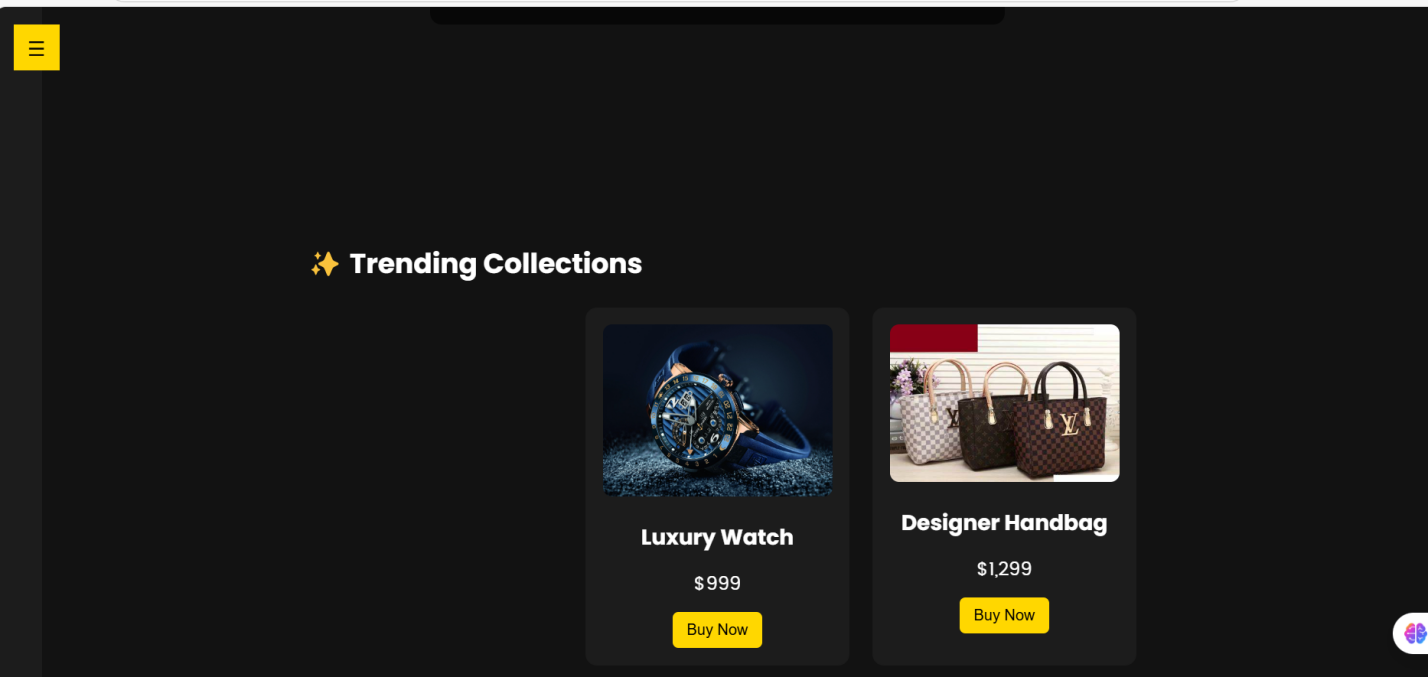 ☰
✨ Trending Collections
Luxury Watch
$999
Buy Now
Designer Handbag
$1,299
Buy Now